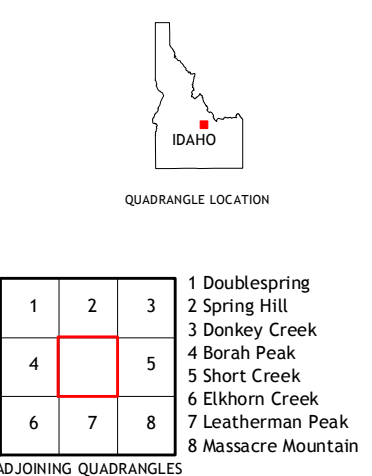 IDAHO
QUADRANGLE LOCATION
1 2 3
4 5
6 7 8
1 Doublespring
2 Spring Hill
3 Donkey Creek
4 Borah Peak
5 Short Creek
6 Elkhorn Creek
7 Leatherman Peak
8 Massacre Mountain
ADJOINING QUADRANGLES